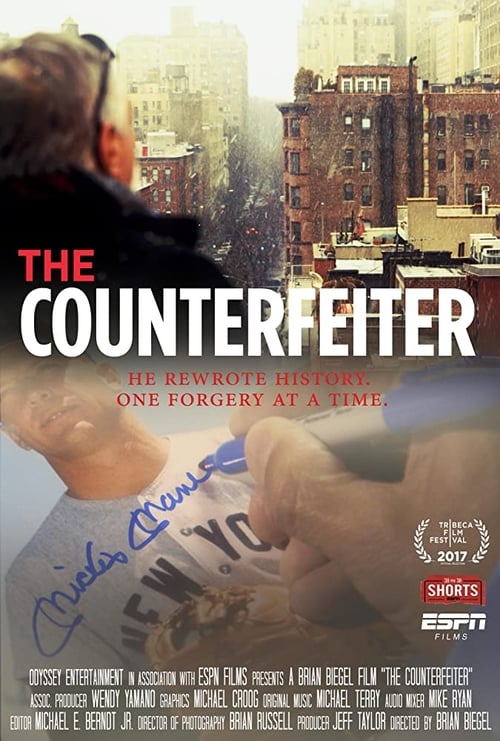 THE
COUNTERFEITER
HE REWROTE HISTORY.
ONE FORGERY AT A TIME.
Mickey Mantle
NEW YO
TRIBECA
FILM
FESTIVAL
2017
OFFICIAL SELECTION
30 FOR 30
SHORTS
ESPN
FILMS
ODYSSEY ENTERTAINMENT IN ASSOCIATION WITH ESPN FILMS PRESENTS A BRIAN BIEGEL FILM "THE COUNTERFEITER"
ASSOC. PRODUCER WENDY YAMANO GRAPHICS MICHAEL CROOG ORIGINAL MUSIC MICHAEL TERRY AUDIO MIXER MIKE RYAN
EDITOR MICHAEL E. BERNDT JR. DIRECTOR OF PHOTOGRAPHY BRIAN RUSSELL PRODUCER JEFF TAYLOR DIRECTED BY BRIAN BIEGEL